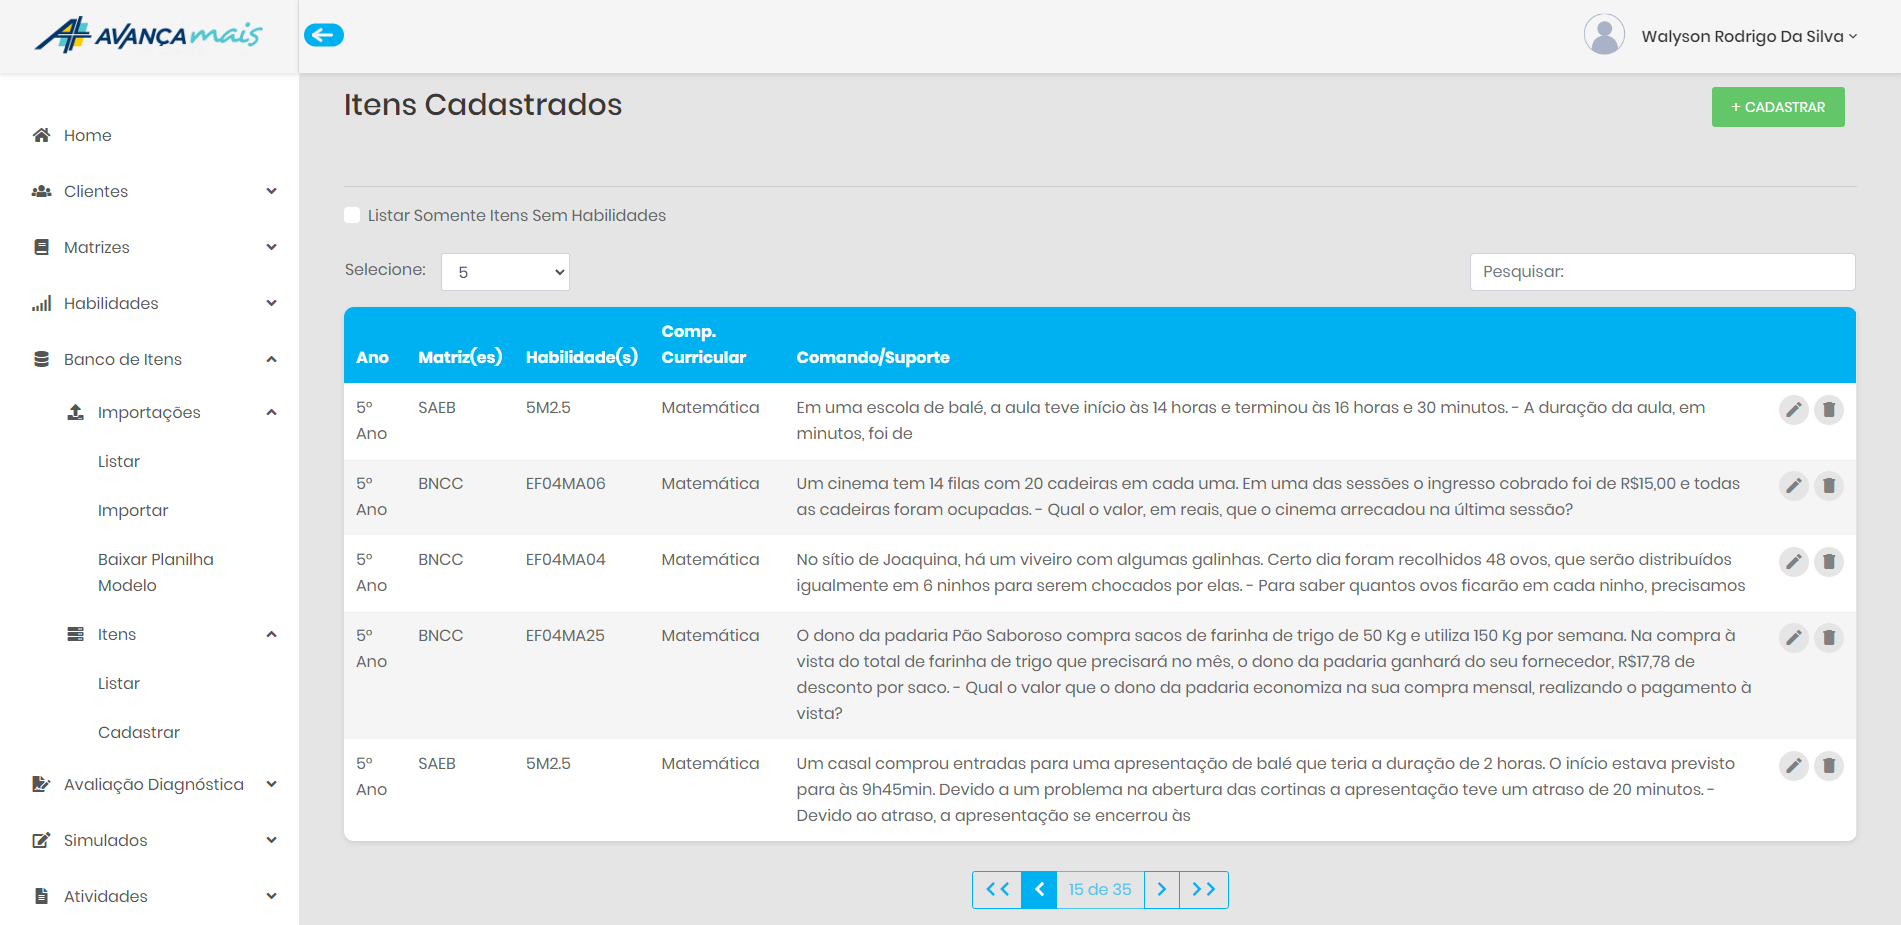 AVANÇA mais
Walyson Rodrigo Da Silva
Home
Clientes
Matrizes
Habilidades
Banco de Itens
Importações
Listar
Importar
Baixar Planilha
Modelo
Itens
Listar
Cadastrar
Avaliação Diagnóstica
Simulados
Atividades
Itens Cadastrados
+ CADASTRAR
Listar Somente Itens Sem Habilidades
Selecione: 5
Pesquisar:
Ano Matriz(es) Habilidade(s) Comp. Curricular Comando/Suporte
5º Ano SAEB 5M2.5 Matemática Em uma escola de balé, a aula teve início às 14 horas e terminou às 16 horas e 30 minutos. - A duração da aula, em
minutos, foi de
5º Ano BNCC EF04MA06 Matemática Um cinema tem 14 filas com 20 cadeiras em cada uma. Em uma das sessões o ingresso cobrado foi de R$15,00 e todas
as cadeiras foram ocupadas. - Qual o valor, em reais, que o cinema arrecadou na última sessão?
5º Ano BNCC EF04MA04 Matemática No sítio de Joaquina, há um viveiro com algumas galinhas. Certo dia foram recolhidos 48 ovos, que serão distribuídos
igualmente em 6 ninhos para serem chocados por elas. - Para saber quantos ovos ficarão em cada ninho, precisamos
5º Ano BNCC EF04MA25 Matemática O dono da padaria Pão Saboroso compra sacos de farinha de trigo de 50 Kg e utiliza 150 Kg por semana. Na compra à
vista do total de farinha de trigo que precisará no mês, o dono da padaria ganhará do seu fornecedor, R$17,78 de
desconto por saco. - Qual o valor que o dono da padaria economiza na sua compra mensal, realizando o pagamento à
vista?
5º Ano SAEB 5M2.5 Matemática Um casal comprou entradas para uma apresentação de balé que teria a duração de 2 horas. O início estava previsto
para às 9h45min. Devido a um problema na abertura das cortinas a apresentação teve um atraso de 20 minutos. -
Devido ao atraso, a apresentação se encerrou às
15 de 35